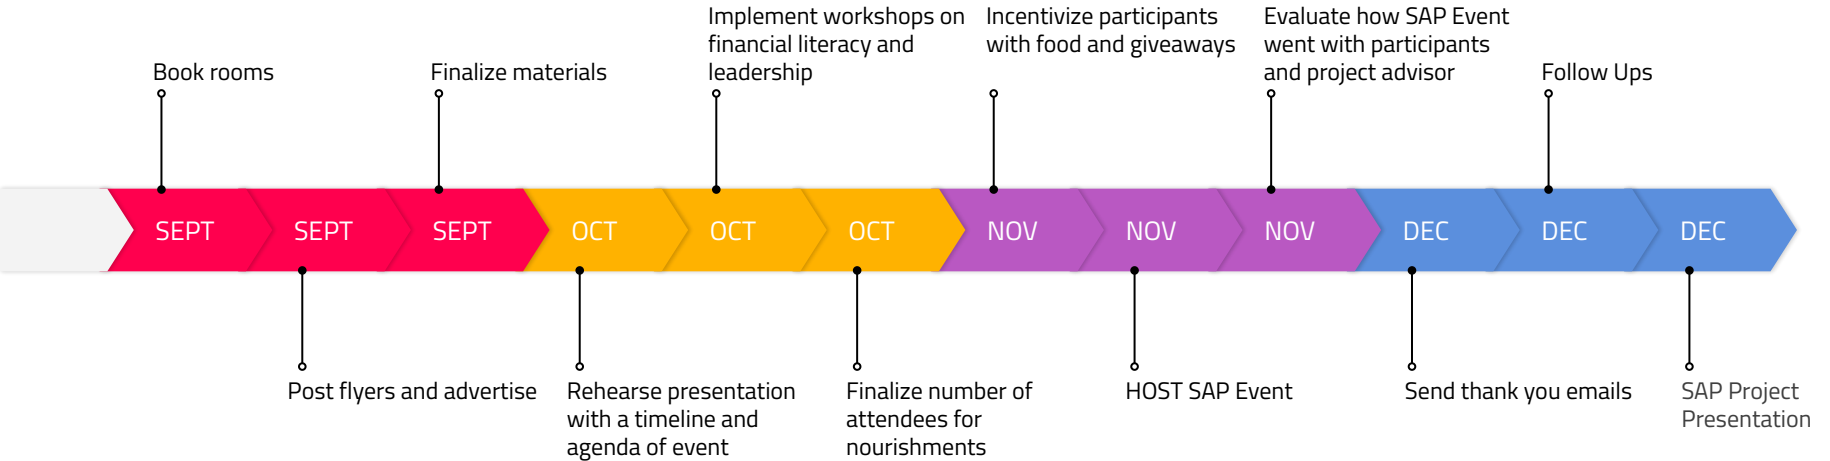 Book rooms
Finalize materials
Implement workshops on
financial literacy and
leadership
Incentivize participants
with food and giveaways
Evaluate how SAP Event
went with participants
and project advisor
Follow Ups
SEPT
SEPT
SEPT
OCT
OCT
OCT
NOV
NOV
NOV
DEC
DEC
DEC
Post flyers and advertise
Rehearse presentation
with a timeline and
agenda of event
Finalize number of
attendees for
nourishments
HOST SAP Event
Send thank you emails
SAP Project
Presentation